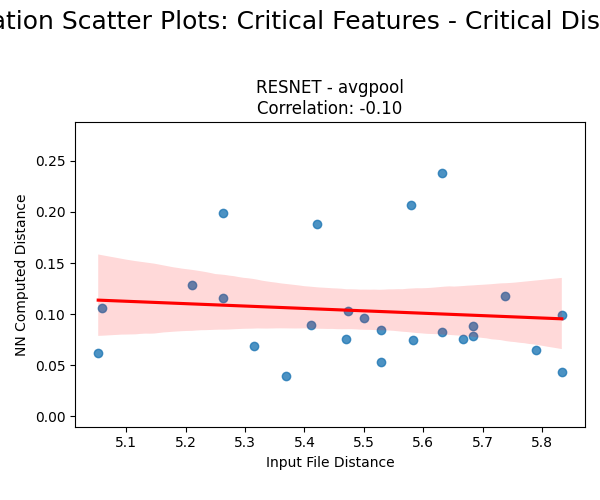 Scatter Plots: Critical Features - Critical
RESNET - avgpool
Correlation: -0.10
NN Computed Distance
0.25
0.20
0.15
0.10
0.05
0.00
5.1 5.2 5.3 5.4 5.5 5.6 5.7 5.8
Input File Distance